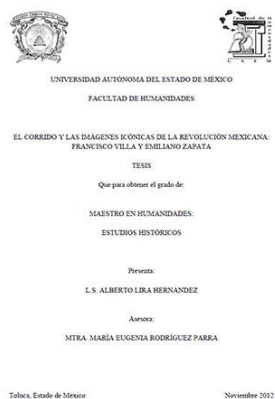 UNIVERSIDAD AUTÓNOMA DEL ESTADO DE MÉXICO
FACULTAD DE HUMANIDADES
EL CORRIDO Y LAS IMÁGENES ICÓNICAS DE LA REVOLUCIÓN MEXICANA:
FRANCISCO VILLA Y EMILIANO ZAPATA
TESIS
Que para obtener el grado de:
MAESTRO EN HUMANIDADES:
ESTUDIOS HISTÓRICOS
Presenta:
L.S. ALBERTO LIRA HERNÁNDEZ
Asesora:
MTRA. MARÍA EUGENIA RODRÍGUEZ PARRA
Toluca, Estado de México Noviembre 2012